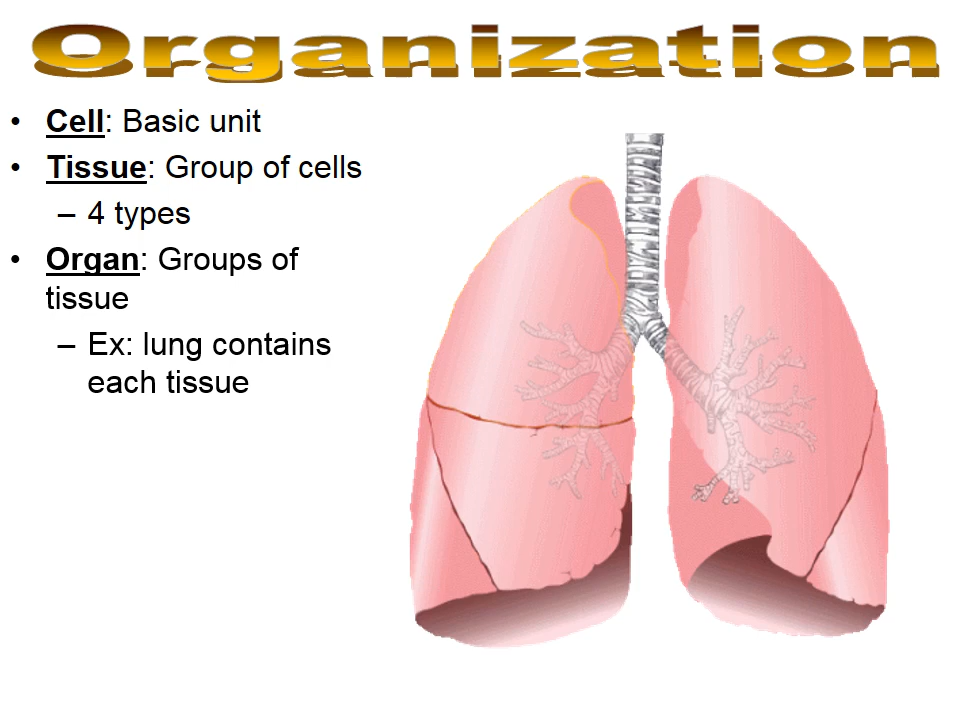 Organization
• Cell: Basic unit
• Tissue: Group of cells
– 4 types
• Organ: Groups of
tissue
– Ex: lung contains
each tissue